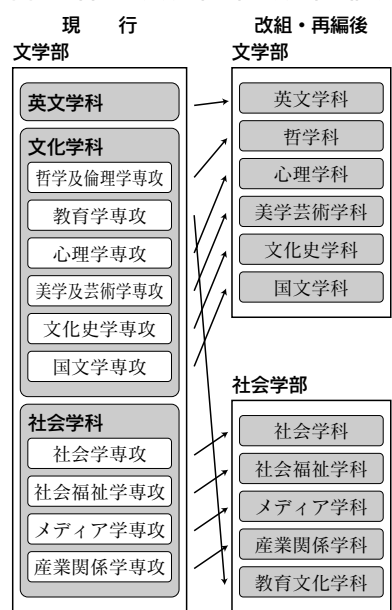 現　行
文学部
英文学科
文化学科
哲学及倫理学専攻
教育学専攻
心理学専攻
美学及芸術学専攻
文化史学専攻
国文学専攻
社会学科
社会学専攻
社会福祉学専攻
メディア学専攻
産業関係学専攻
改組・再編後
文学部
英文学科
哲学科
心理学科
美学芸術学科
文化史学科
国文学科
社会学部
社会学科
社会福祉学科
メディア学科
産業関係学科
教育文化学科